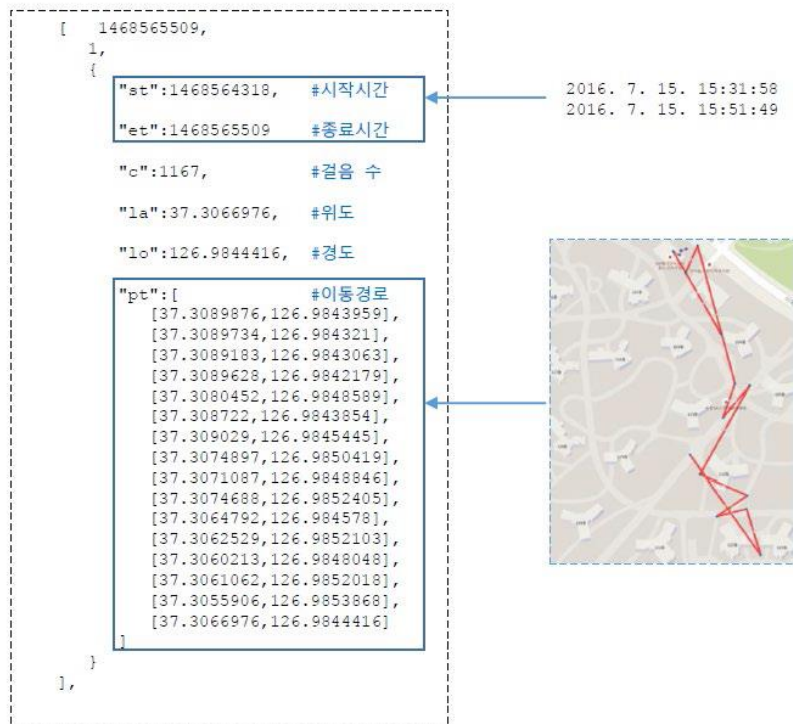 [ 1468565509,
1,
{
"st":1468564318, #시작시간
"et":1468565509 #종료시간
"c":1167, #걸음 수
"la":37.3066976, #위도
"lo":126.9844416, #경도
"pt":[ #이동경로
[37.3089876,126.9843959],
[37.3089734,126.984321],
[37.3089183,126.9843063],
[37.3089628,126.9842179],
[37.3080452,126.9848589],
[37.308722,126.9843854],
[37.309029,126.9845445],
[37.3074897,126.9850419],
[37.3071087,126.9848846],
[37.3074688,126.9852405],
[37.3064792,126.984578],
[37.3062529,126.9852103],
[37.3060213,126.9848048],
[37.3061062,126.9852018],
[37.3055906,126.9853868],
[37.3066976,126.9844416]
]
}
],
2016. 7. 15. 15:31:58
2016. 7. 15. 15:51:49